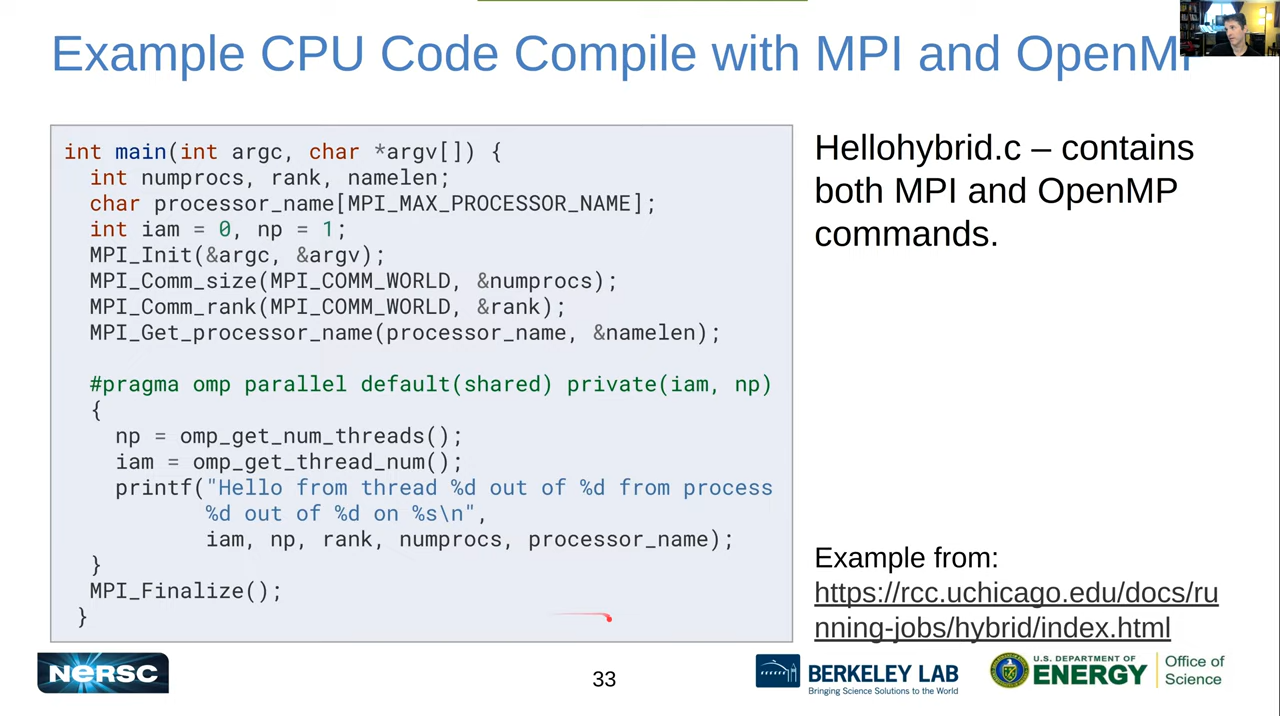 Example CPU Code Compile with MPI and OpenMP
int main(int argc, char *argv[]) {
  int numprocs, rank, namelen;
  char processor_name[MPI_MAX_PROCESSOR_NAME];
  int iam = 0, np = 1;
  MPI_Init(&argc, &argv);
  MPI_Comm_size(MPI_COMM_WORLD, &numprocs);
  MPI_Comm_rank(MPI_COMM_WORLD, &rank);
  MPI_Get_processor_name(processor_name, &namelen);
  #pragma omp parallel default(shared) private(iam, np)
  {
    np = omp_get_num_threads();
    iam = omp_get_thread_num();
    printf("Hello from thread %d out of %d from process
           %d out of %d on %s\n",
           iam, np, rank, numprocs, processor_name);
  }
  MPI_Finalize();
}
Hellohybrid.c – contains
both MPI and OpenMP
commands.
Example from:
https://rcc.uchicago.edu/docs/ru
nning-jobs/hybrid/index.html
NERSC
33
BERKELEY LAB
Bringing Science Solutions to the World
U.S. DEPARTMENT OF
ENERGY
Office of
Science